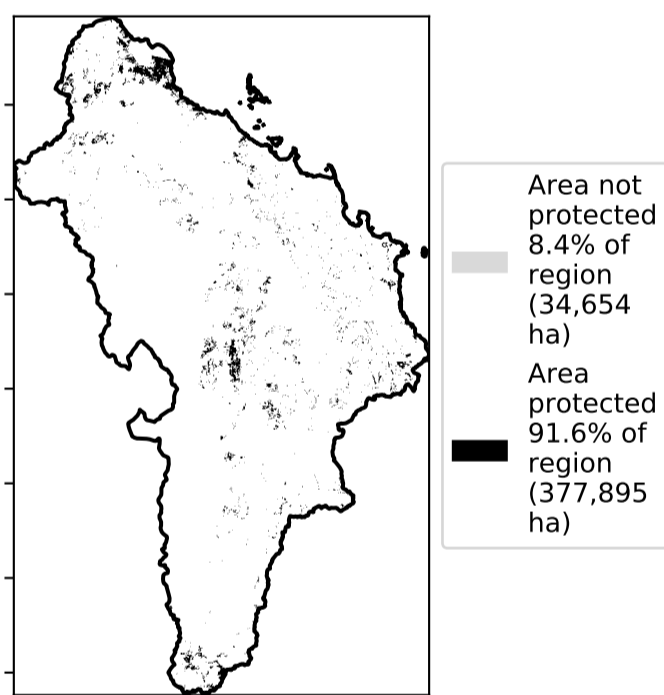 Area not
protected
8.4% of
region
(34,654
ha)
Area
protected
91.6% of
region
(377,895
ha)